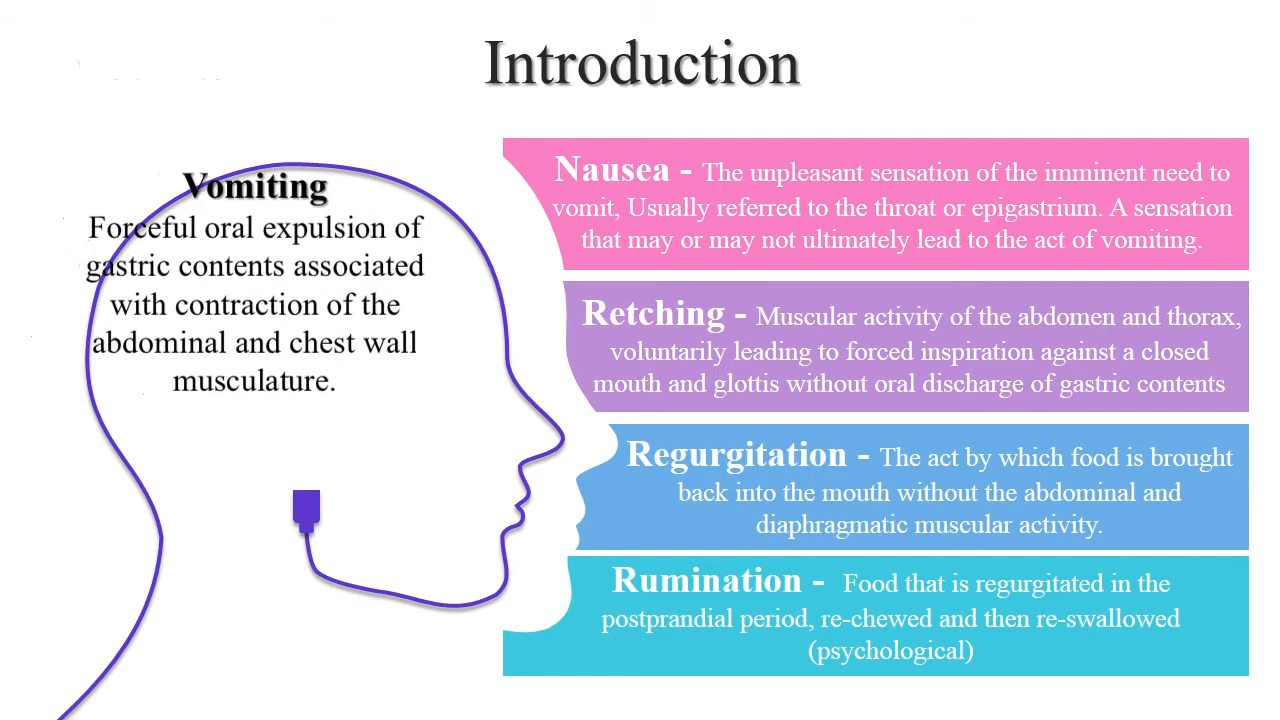 Introduction
Vomiting
Forceful oral expulsion of
gastric contents associated
with contraction of the
abdominal and chest wall
musculature.
Nausea - The unpleasant sensation of the imminent need to
vomit, Usually referred to the throat or epigastrium. A sensation
that may or may not ultimately lead to the act of vomiting.
Retching - Muscular activity of the abdomen and thorax,
voluntarily leading to forced inspiration against a closed
mouth and glottis without oral discharge of gastric contents
Regurgitation - The act by which food is brought
back into the mouth without the abdominal and
diaphragmatic muscular activity.
Rumination - Food that is regurgitated in the
postprandial period, re-chewed and then re-swallowed
(psychological)